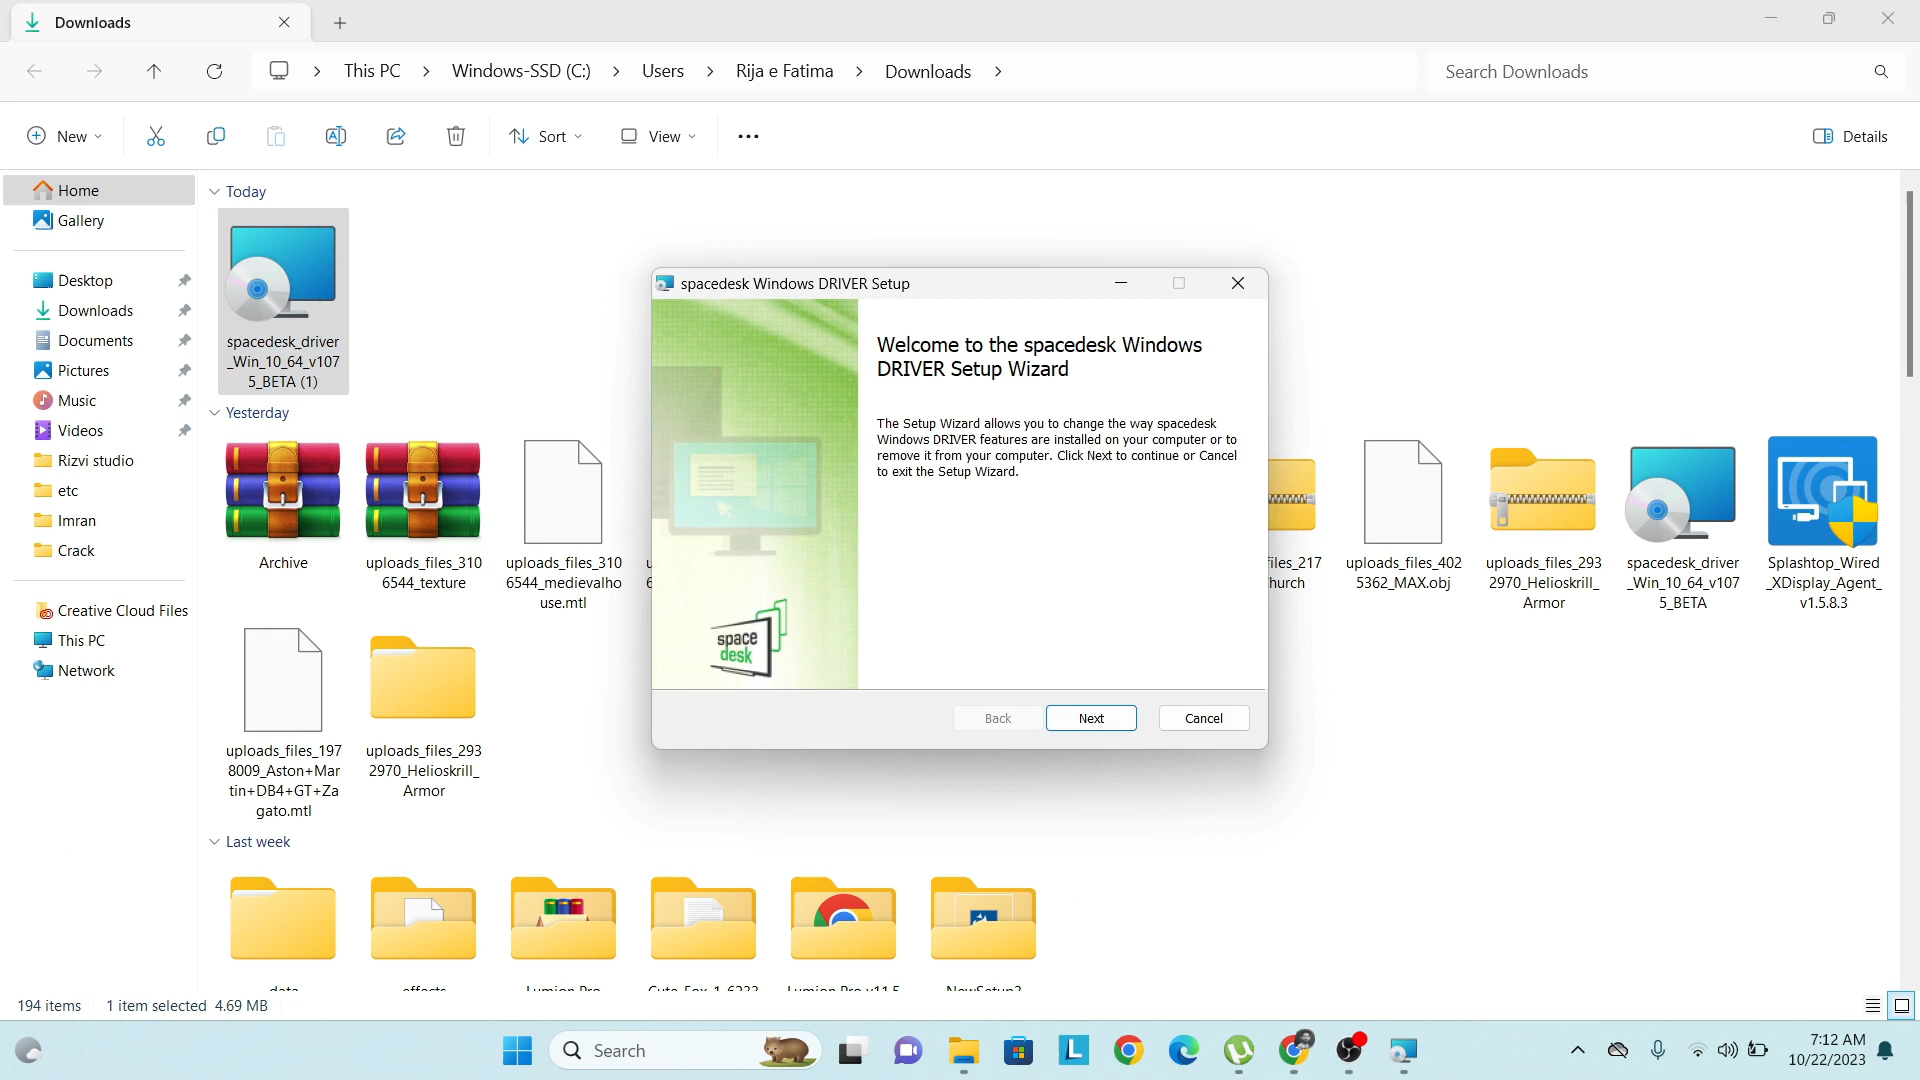 Downloads
This PC
Windows-SSD (C:)
Users
Rija e Fatima
Downloads
Search Downloads
New
Sort
View
Details
Home
Gallery
Desktop
Downloads
Documents
Pictures
Music
Videos
Rizvi studio
etc
Imran
Crack
Creative Cloud Files
This PC
Network
Today
spacedesk_driver
_Win_10_64_v107
5_BETA (1)
Yesterday
Archive
uploads_files_310
6544_texture
uploads_files_310
6544_medievalho
use.mtl
files_217
hurch
uploads_files_402
5362_MAX.obj
uploads_files_293
2970_Helioskrill_
Armor
spacedesk_driver
_Win_10_64_v107
5_BETA
Splashtop_Wired
_XDisplay_Agent_
v1.5.8.3
uploads_files_197
8009_Aston+Mar
tin+DB4+GT+Za
gato.mtl
uploads_files_293
2970_Helioskrill_
Armor
Last week
spacedesk Windows DRIVER Setup
Welcome to the spacedesk Windows
DRIVER Setup Wizard
The Setup Wizard allows you to change the way spacedesk
Windows DRIVER features are installed on your computer or to
remove it from your computer. Click Next to continue or Cancel
to exit the Setup Wizard.
space
desk
Back
Next
Cancel
194 items
1 item selected 4.69 MB
Search
7:12 AM
10/22/2023